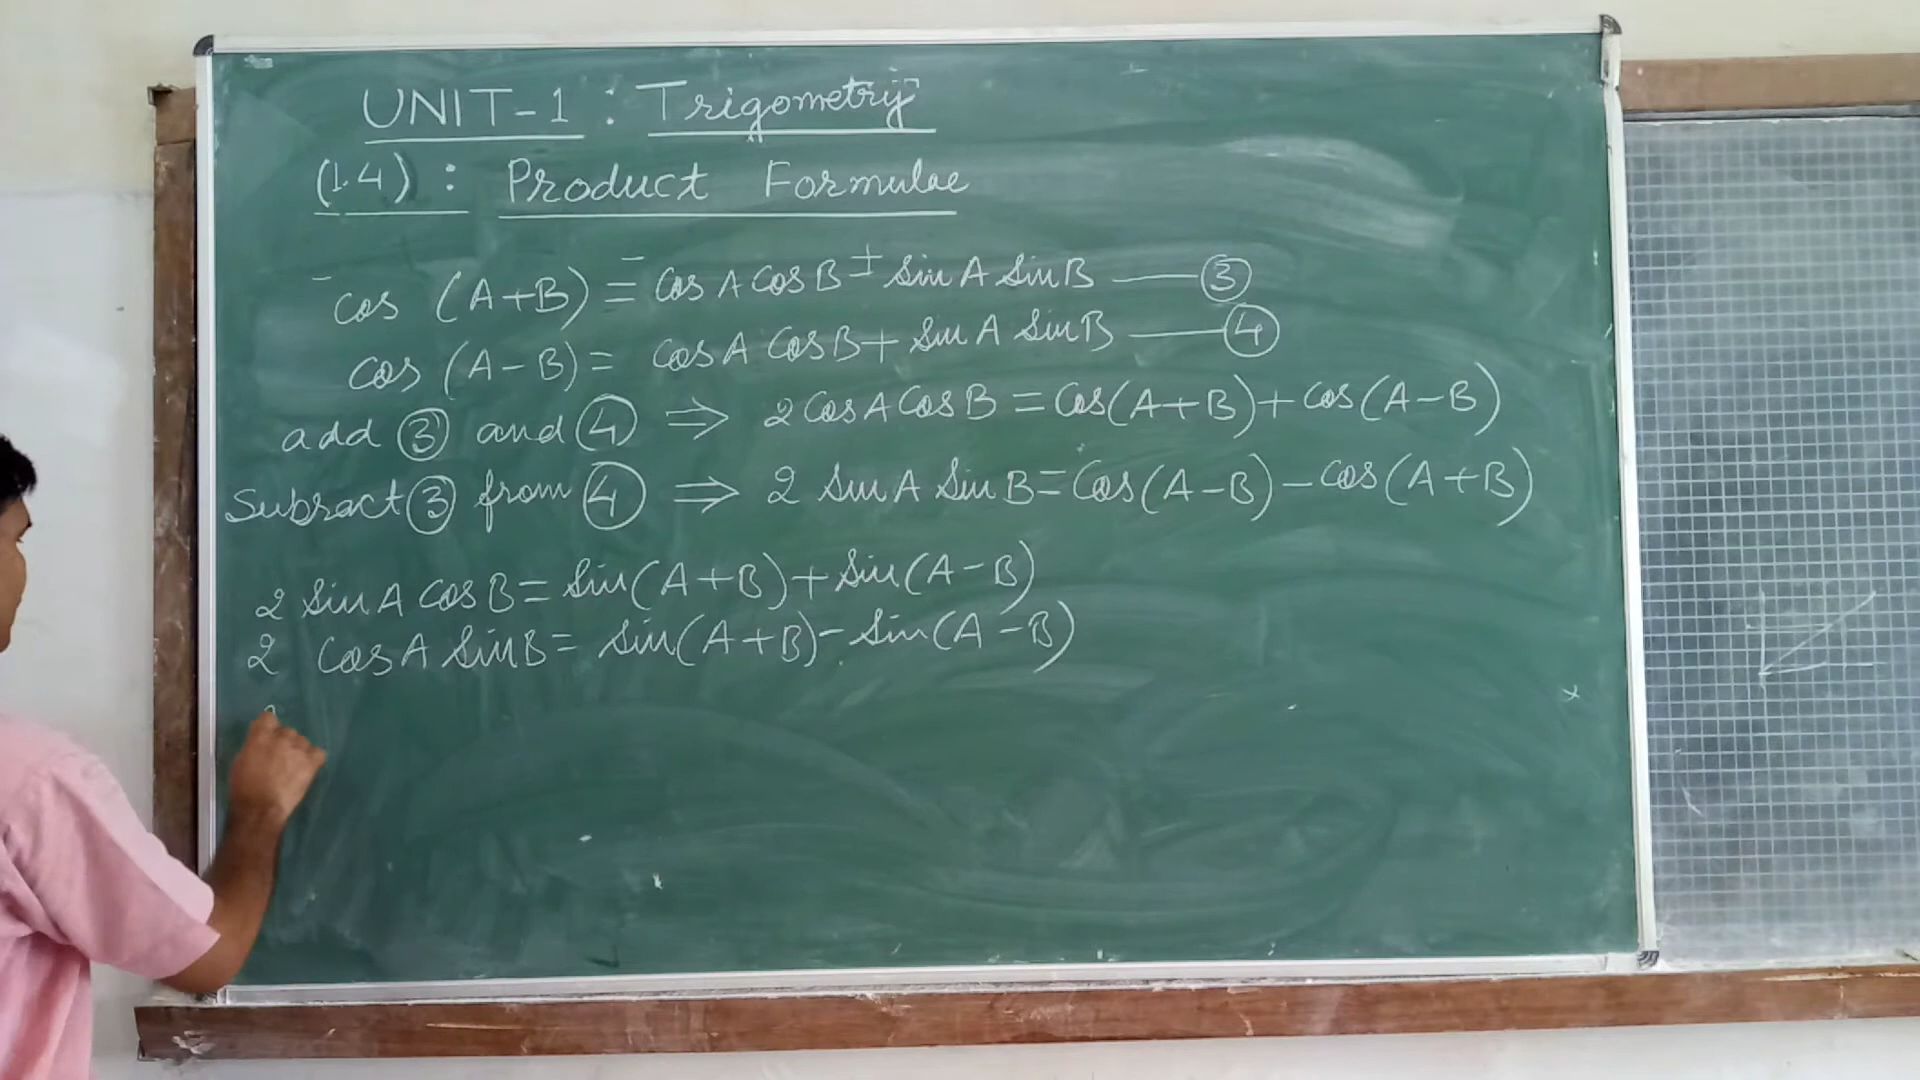 UNIT-1 : Trigometry
(1.4) : Product Formulae
- cos (A+B) = - cos A cos B ± sin A sin B — ③
cos (A-B) = cos A cos B + sin A sin B — ④
add ③ and ④ ⇒ 2 cos A cos B = cos(A+B) + cos(A-B)
Subract ③ from ④ ⇒ 2 sin A sin B = cos(A-B) - cos(A+B)
2 sin A cos B = sin(A+B) + sin(A-B)
2 cos A sin B = sin(A+B) - sin(A-B)
2